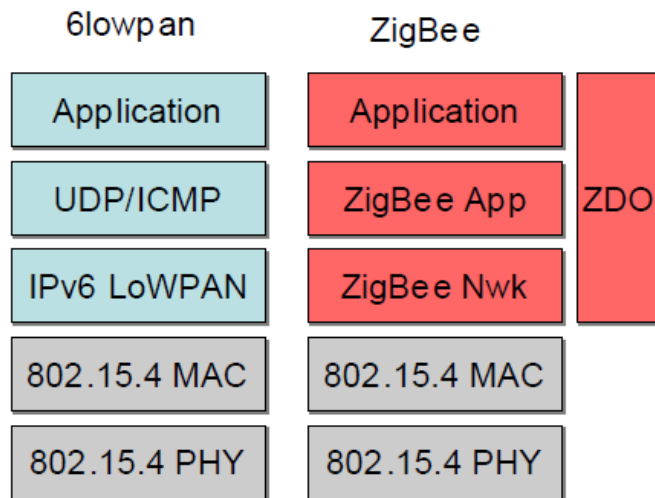 6lowpan ZigBee
Application Application
UDP/ICMP ZigBee App ZDO
IPv6 LoWPAN ZigBee Nwk
802.15.4 MAC 802.15.4 MAC
802.15.4 PHY 802.15.4 PHY